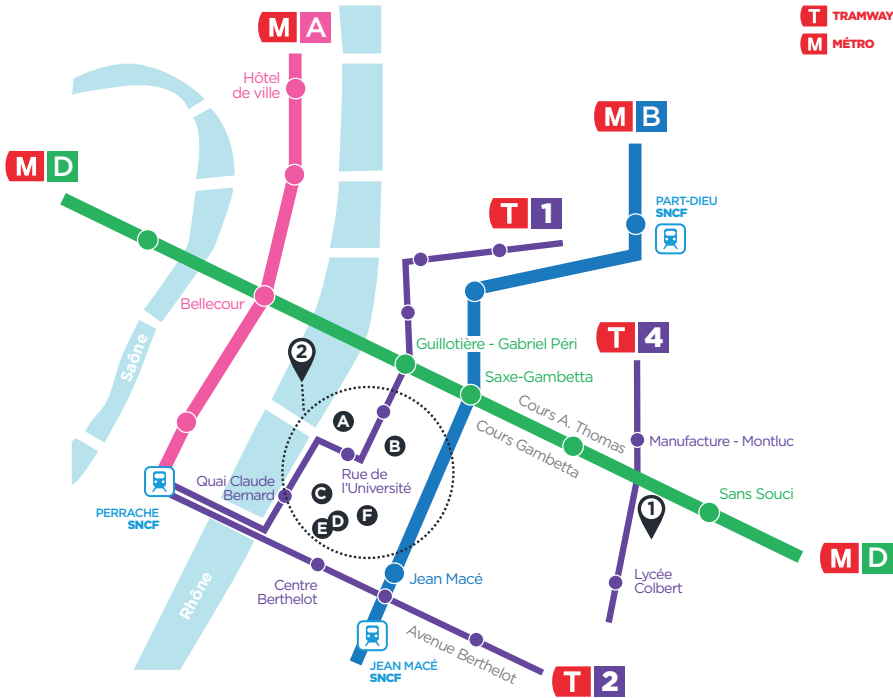 T TRAMWAY
M MÉTRO
M A
Hôtel
de ville
M B
M D
PART-DIEU
SNCF
T 1
Bellecour
Saône
Guillotière - Gabriel Péri
T 4
2
Saxe-Gambetta
Cours A. Thomas
Cours Gambetta
A
B
Manufacture - Montluc
Rue de
l'Université
Quai Claude
Bernard
C
D
E
F
Sans Souci
1
PERRACHE
SNCF
Rhône
Centre
Berthelot
Jean Macé
Lycée
Colbert
M D
Avenue Berthelot
JEAN MACÉ
SNCF
T 2